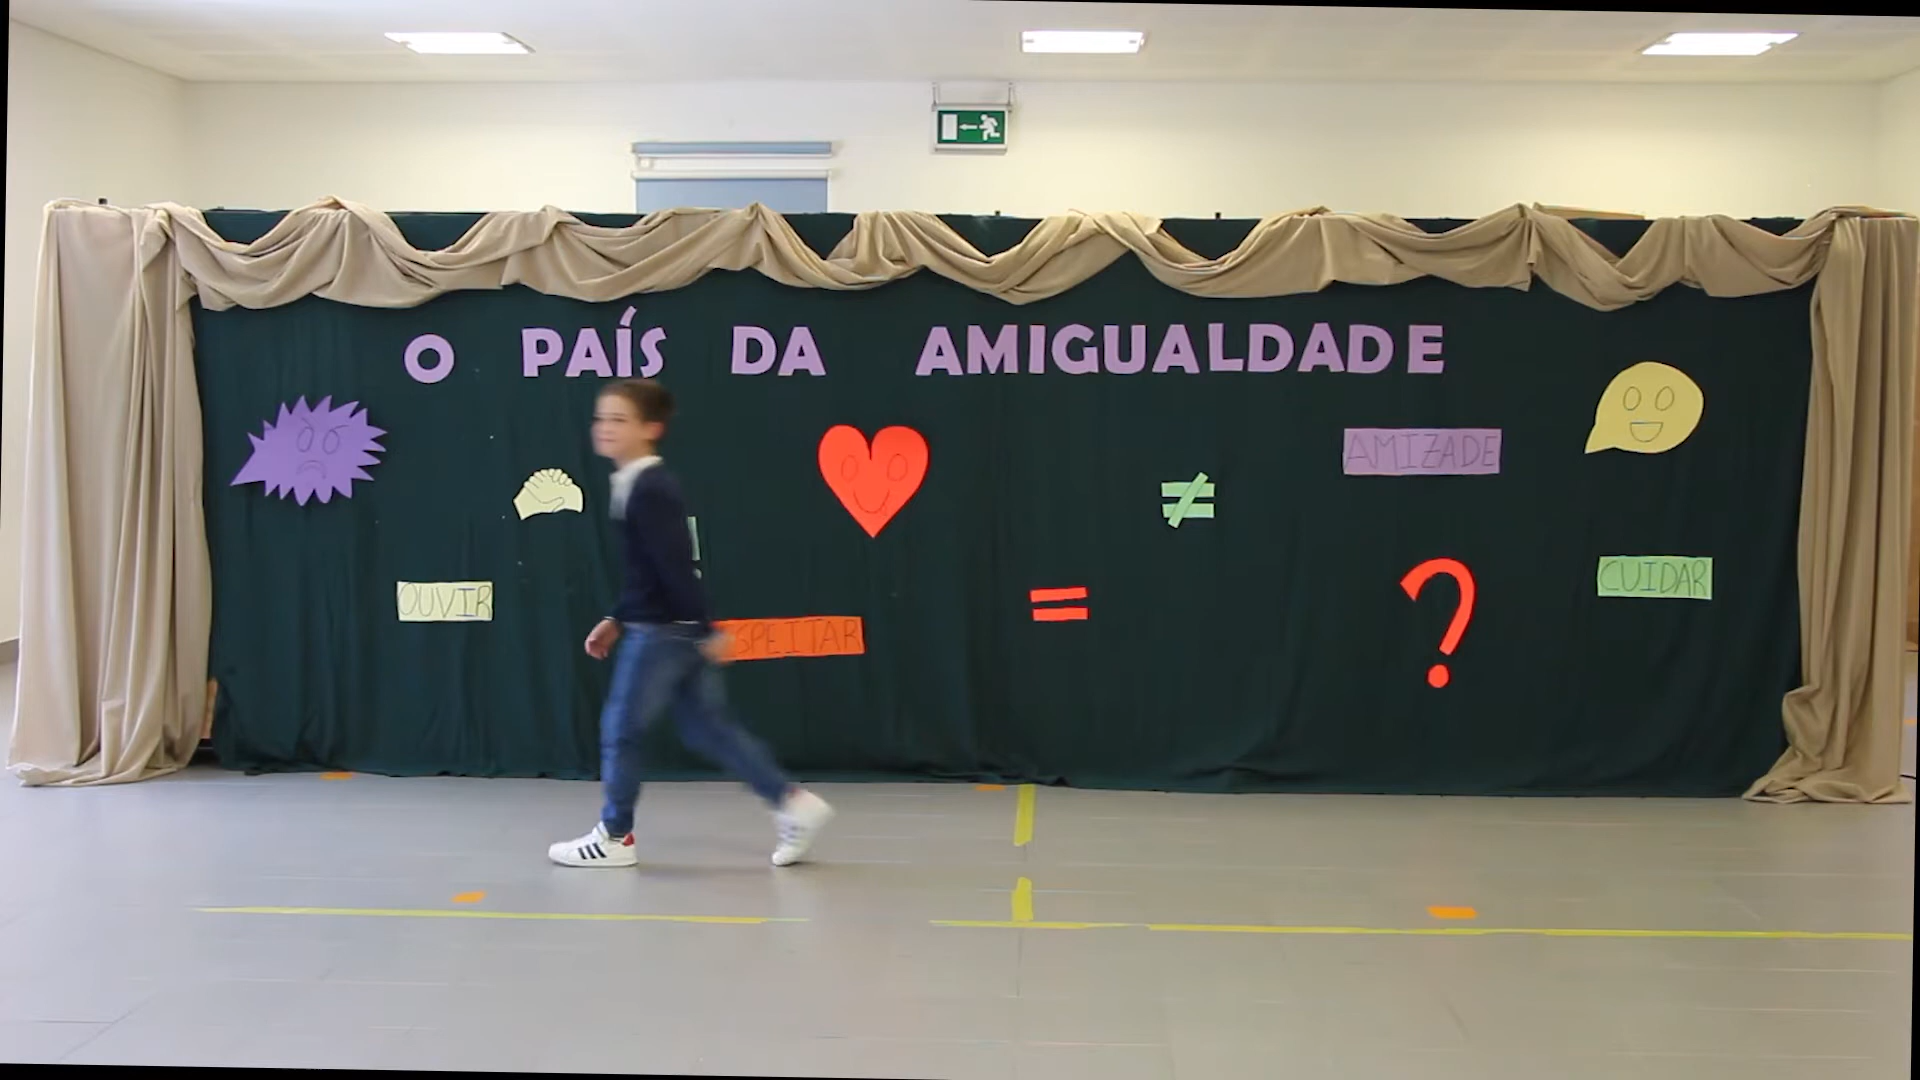 O PAÍS DA AMIGUALDADE
AMIZADE
OUVIR
CUIDAR
=
≠
?